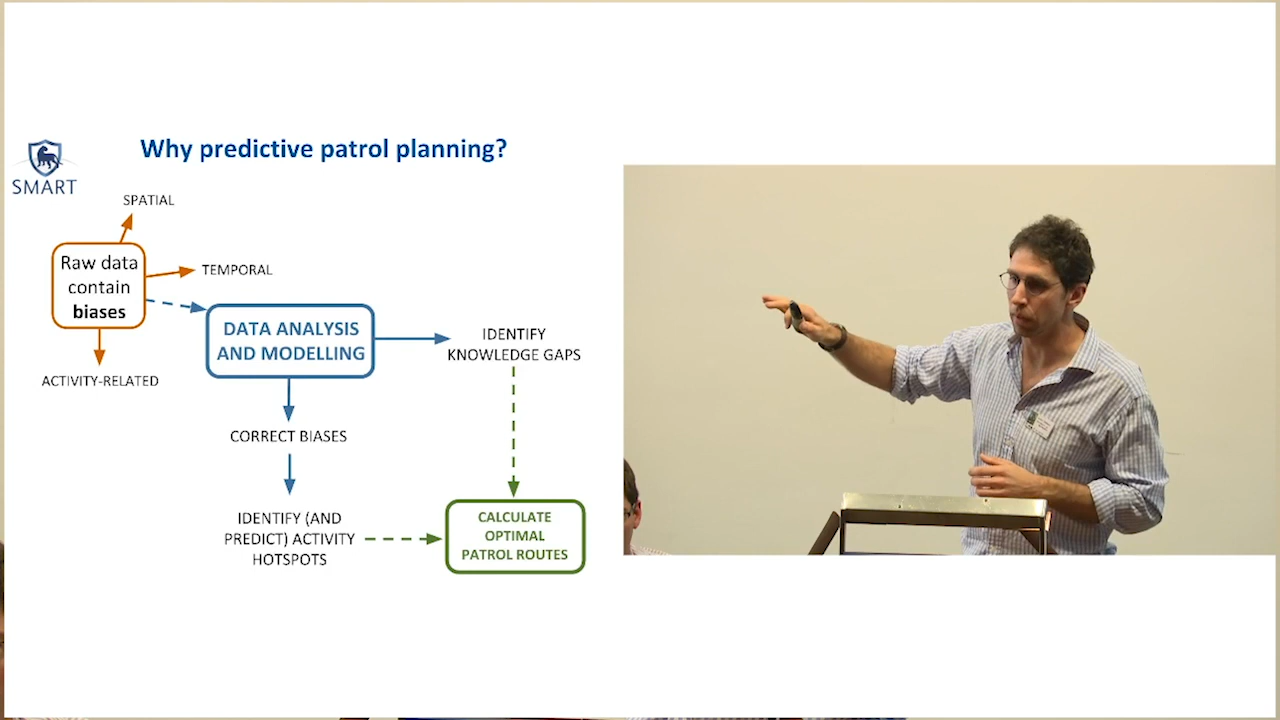 Why predictive patrol planning?
SMART
SPATIAL
Raw data
contain
biases
TEMPORAL
ACTIVITY-RELATED
DATA ANALYSIS
AND MODELLING
IDENTIFY
KNOWLEDGE GAPS
CORRECT BIASES
IDENTIFY (AND
PREDICT) ACTIVITY
HOTSPOTS
CALCULATE
OPTIMAL
PATROL ROUTES